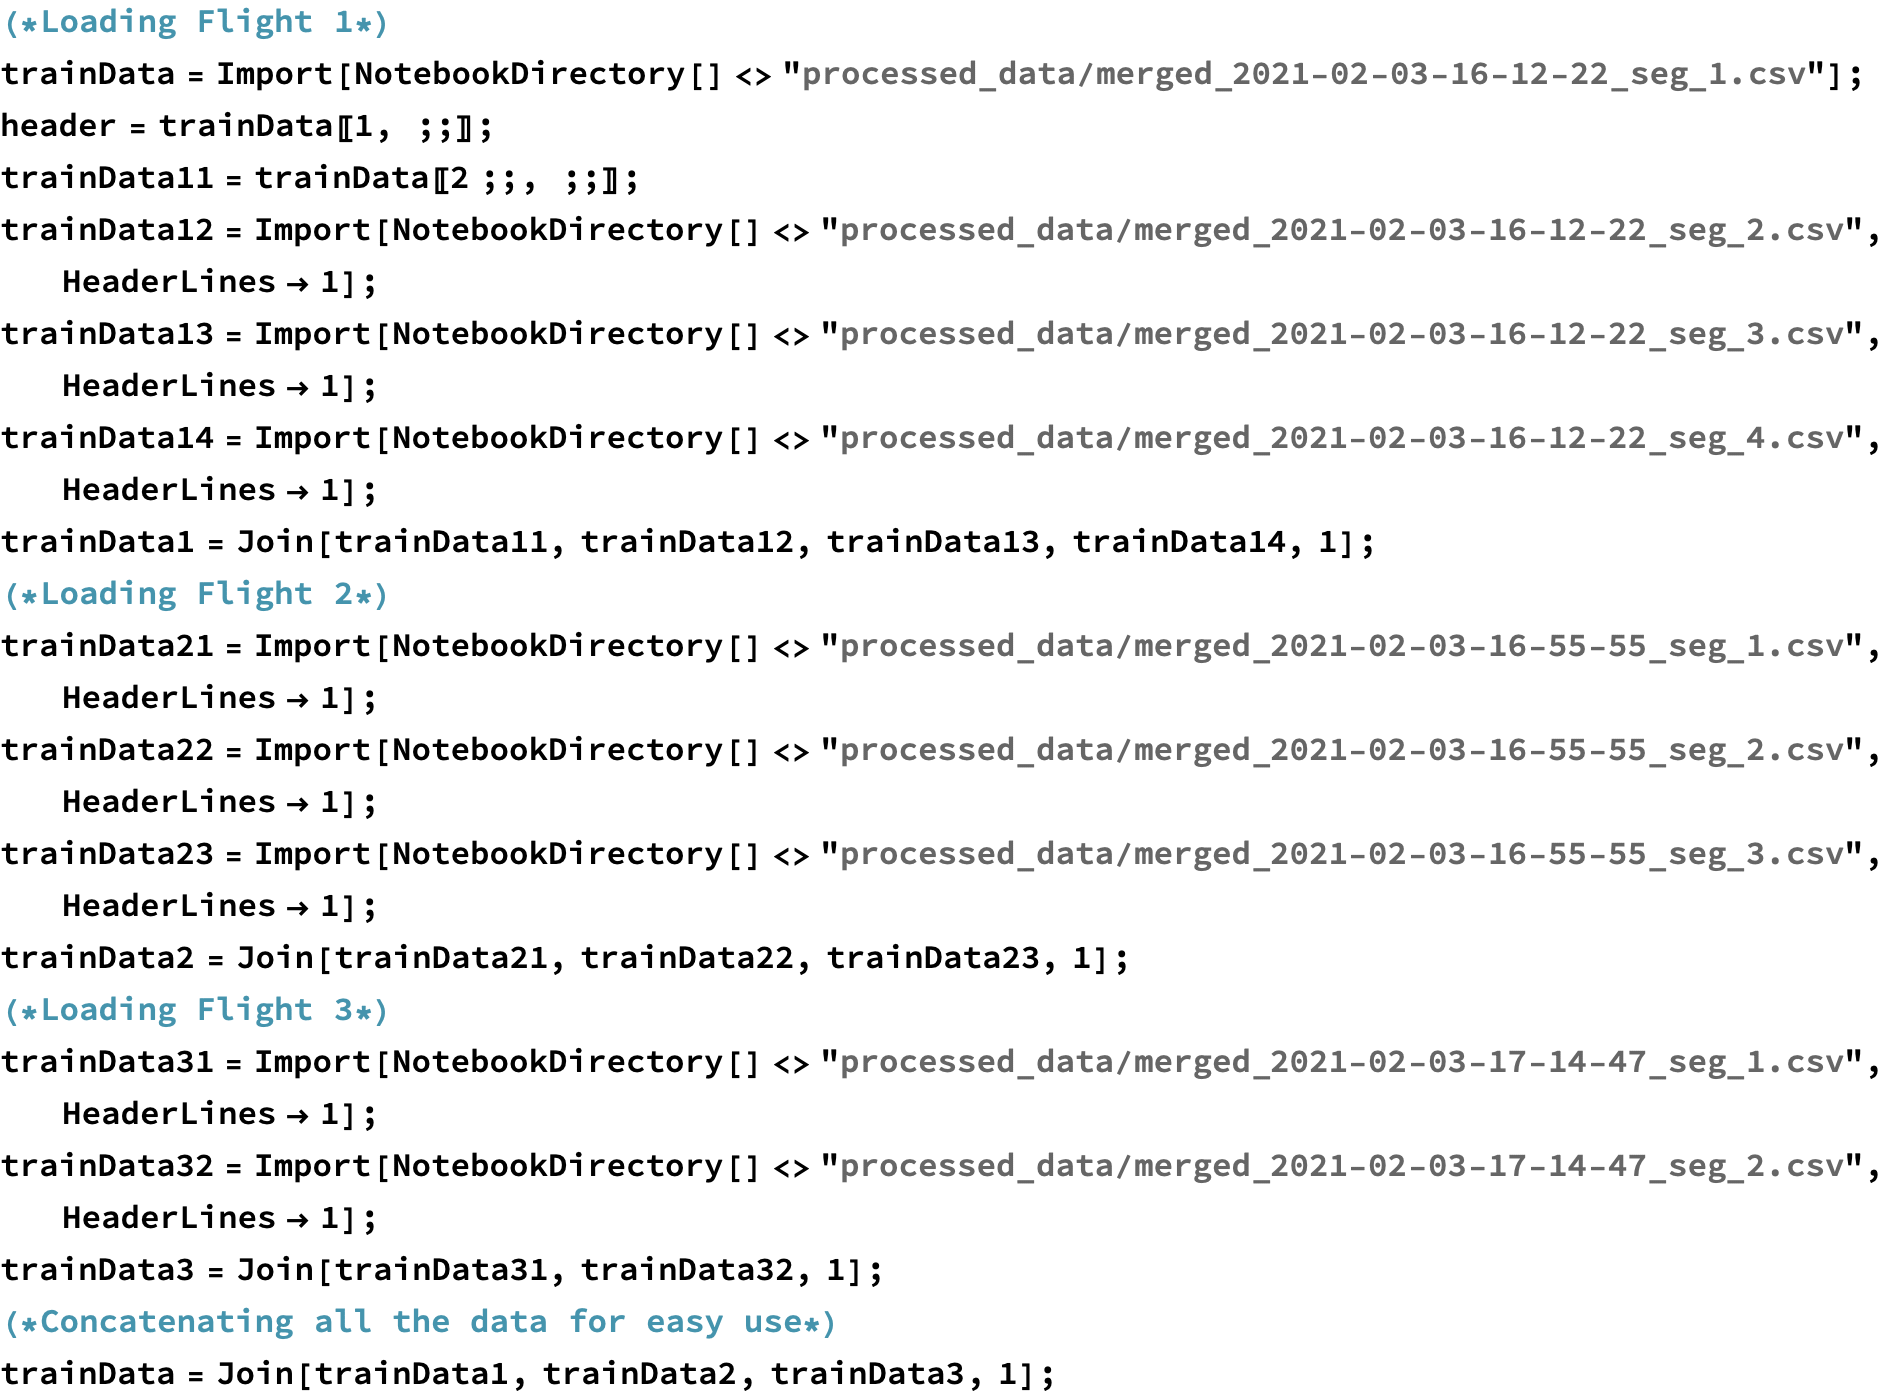 (*Loading Flight 1*)
trainData = Import[NotebookDirectory[] <> "processed_data/merged_2021-02-03-16-12-22_seg_1.csv"];
header = trainData〚1, ;;〛;
trainData11 = trainData〚2 ;;, ;;〛;
trainData12 = Import[NotebookDirectory[] <> "processed_data/merged_2021-02-03-16-12-22_seg_2.csv",
HeaderLines → 1];
trainData13 = Import[NotebookDirectory[] <> "processed_data/merged_2021-02-03-16-12-22_seg_3.csv",
HeaderLines → 1];
trainData14 = Import[NotebookDirectory[] <> "processed_data/merged_2021-02-03-16-12-22_seg_4.csv",
HeaderLines → 1];
trainData1 = Join[trainData11, trainData12, trainData13, trainData14, 1];
(*Loading Flight 2*)
trainData21 = Import[NotebookDirectory[] <> "processed_data/merged_2021-02-03-16-55-55_seg_1.csv",
HeaderLines → 1];
trainData22 = Import[NotebookDirectory[] <> "processed_data/merged_2021-02-03-16-55-55_seg_2.csv",
HeaderLines → 1];
trainData23 = Import[NotebookDirectory[] <> "processed_data/merged_2021-02-03-16-55-55_seg_3.csv",
HeaderLines → 1];
trainData2 = Join[trainData21, trainData22, trainData23, 1];
(*Loading Flight 3*)
trainData31 = Import[NotebookDirectory[] <> "processed_data/merged_2021-02-03-17-14-47_seg_1.csv",
HeaderLines → 1];
trainData32 = Import[NotebookDirectory[] <> "processed_data/merged_2021-02-03-17-14-47_seg_2.csv",
HeaderLines → 1];
trainData3 = Join[trainData31, trainData32, 1];
(*Concatenating all the data for easy use*)
trainData = Join[trainData1, trainData2, trainData3, 1];